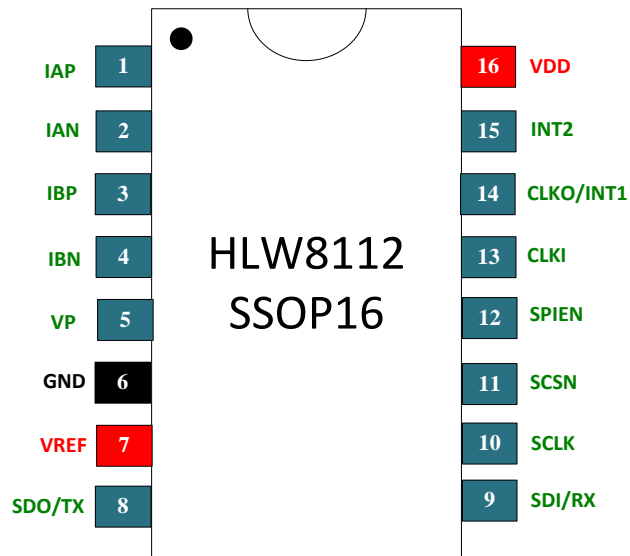 IAP 1 16 VDD
IAN 2 15 INT2
IBP 3 14 CLKO/INT1
IBN 4 HLW8112 13 CLKI
VP 5 SSOP16 12 SPIEN
GND 6 11 SCSN
VREF 7 10 SCLK
SDO/TX 8 9 SDI/RX